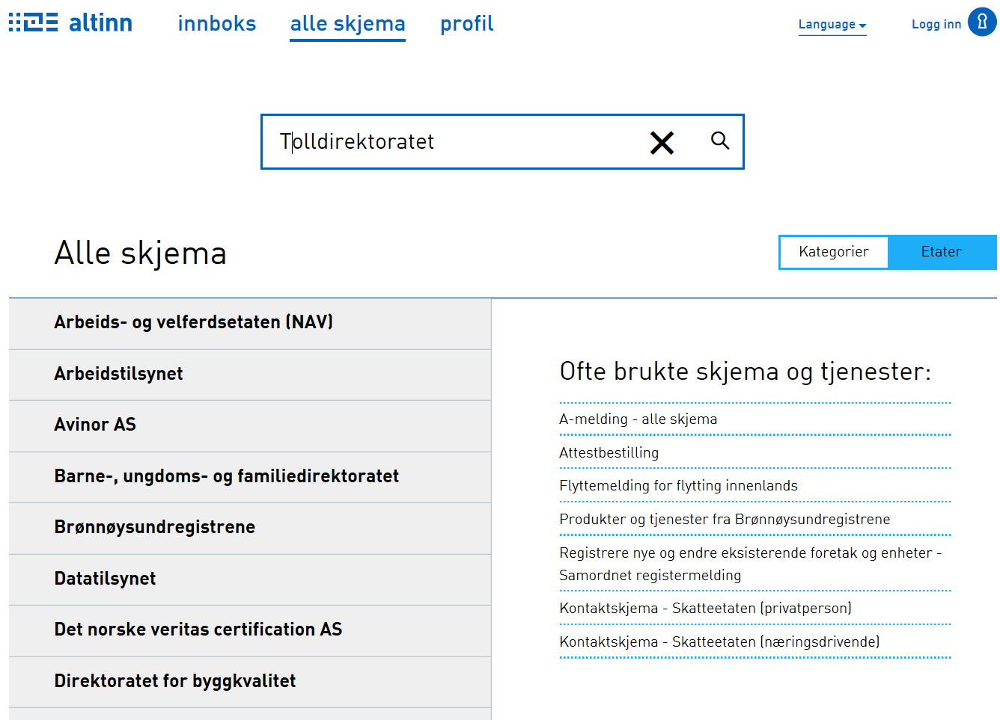 altinn innboks alle skjema profil Language Logg inn
Tolldirektoratet
Alle skjema
Kategorier Etater
Arbeids- og velferdsetaten (NAV)
Arbeidstilsynet
Avinor AS
Barne-, ungdoms- og familiedirektoratet
Brønnøysundregistrene
Datatilsynet
Det norske veritas certification AS
Direktoratet for byggkvalitet
Ofte brukte skjema og tjenester:
A-melding - alle skjema
Attestbestilling
Flyttemelding for flytting innenlands
Produkter og tjenester fra Brønnøysundregistrene
Registrere nye og endre eksisterende foretak og enheter -
Samordnet registermelding
Kontaktskjema - Skatteetaten (privatperson)
Kontaktskjema - Skatteetaten (næringsdrivende)